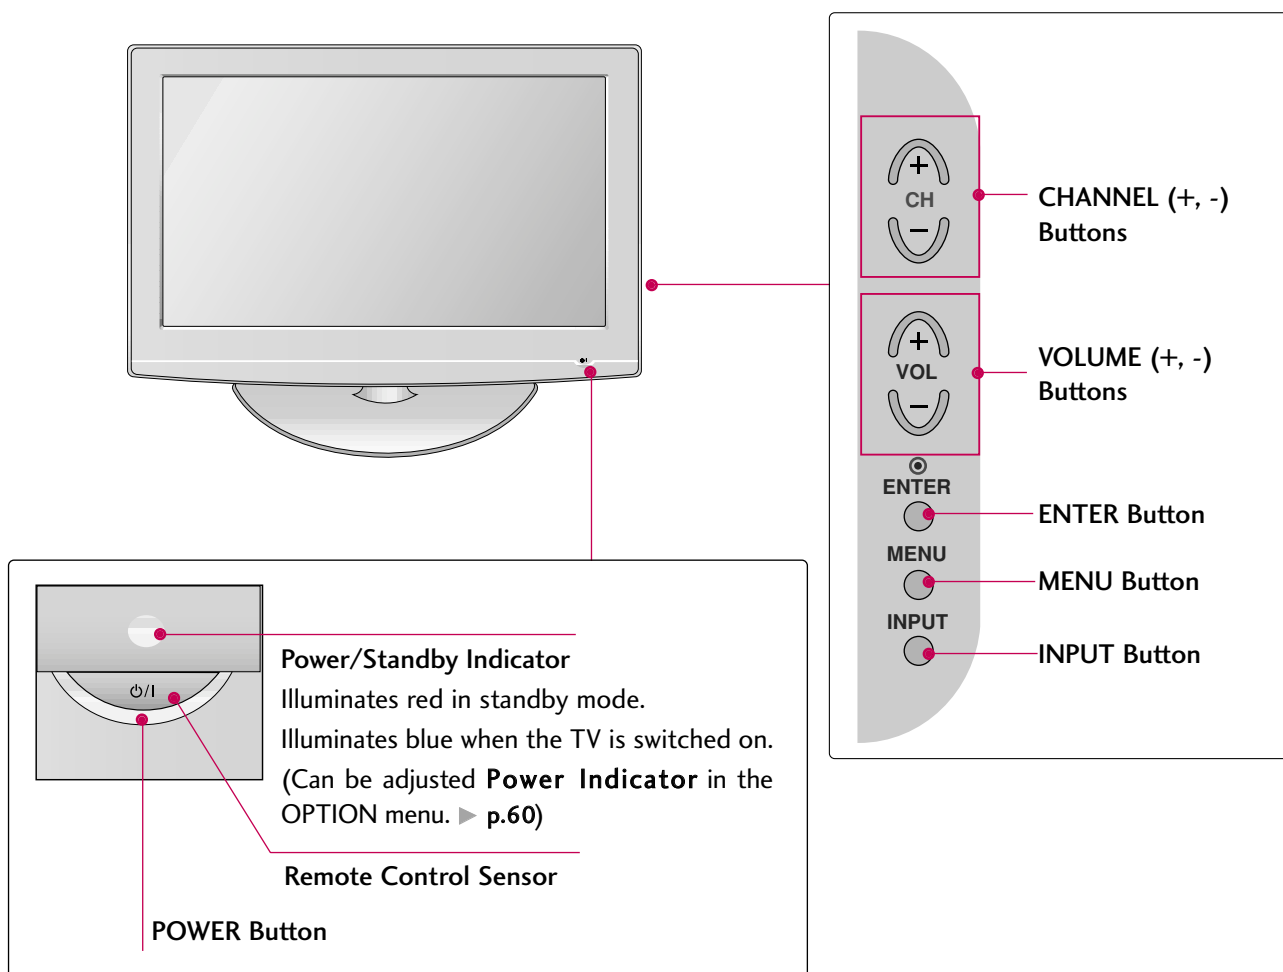 +
CH
-
CHANNEL (+, -)
Buttons
+
VOL
-
VOLUME (+, -)
Buttons
ENTER
ENTER Button
MENU
MENU Button
INPUT
INPUT Button
Power/Standby Indicator
Illuminates red in standby mode.
Illuminates blue when the TV is switched on.
(Can be adjusted Power Indicator in the
OPTION menu. ▶ p.60)
⏻/I
Remote Control Sensor
POWER Button